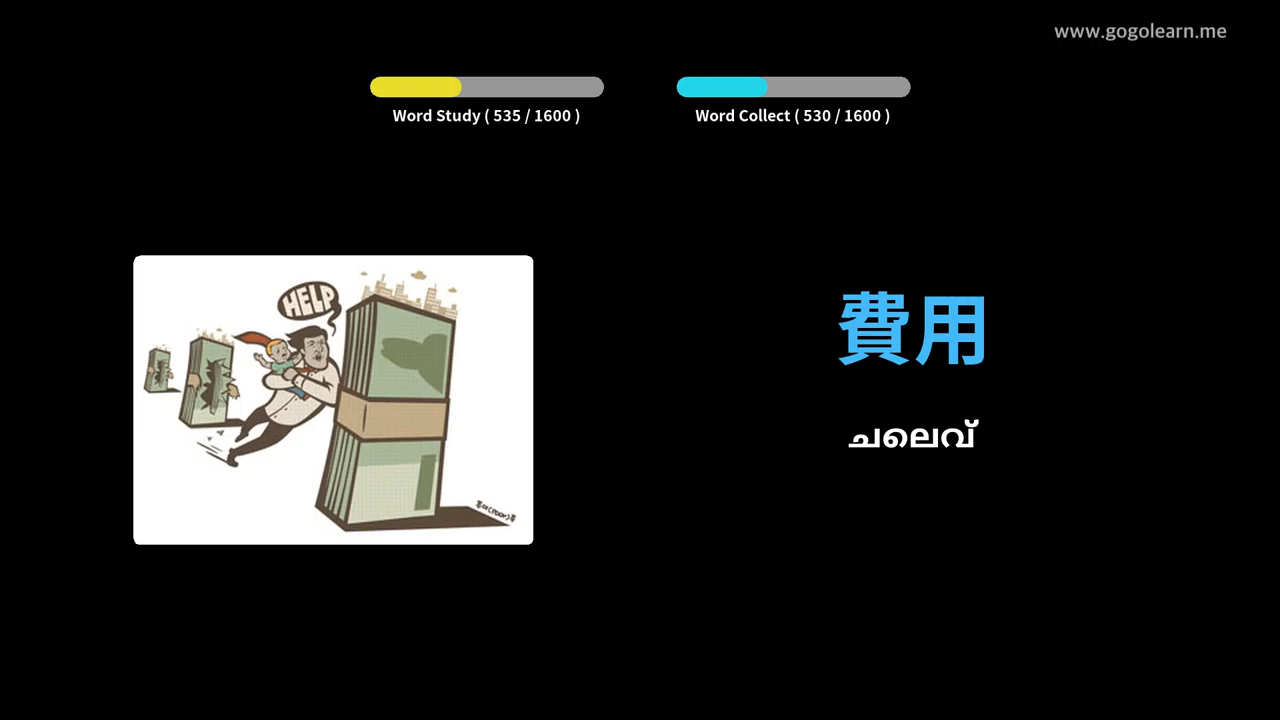 www.gogolearn.me
Word Study ( 535 / 1600 )
Word Collect ( 530 / 1600 )
HELP
費用
ചലെവ്